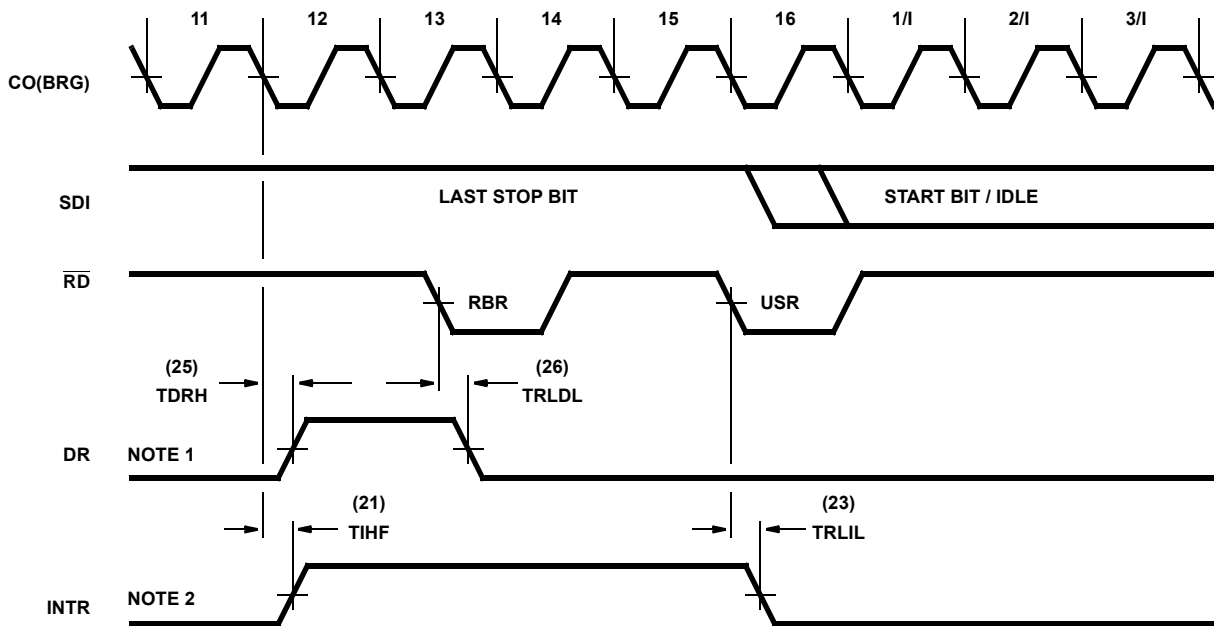 11 12 13 14 15 16 1/I 2/I 3/I
CO(BRG)
SDI LAST STOP BIT START BIT / IDLE
RD RBR USR
(25) (26)
TDRH TRLDL
DR NOTE 1
(21) (23)
TIHF TRLIL
INTR NOTE 2